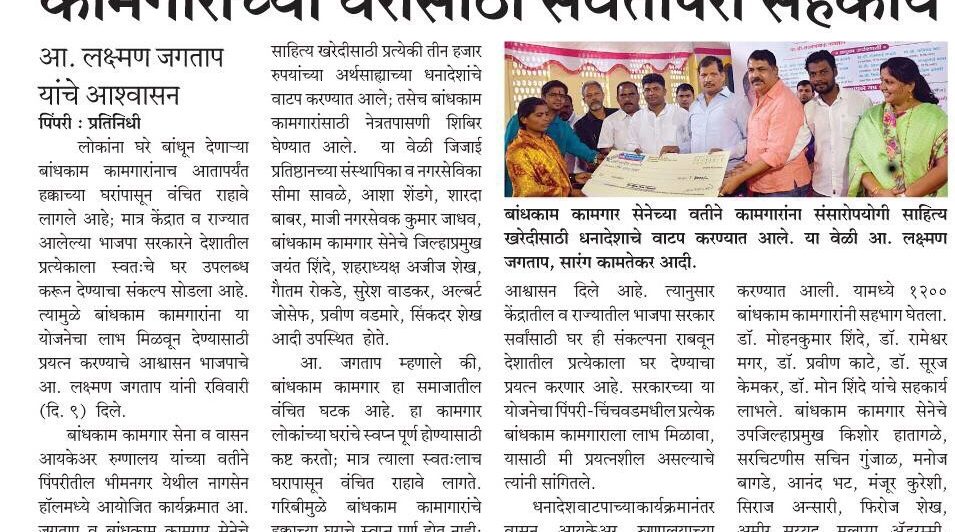 कामगारांच्या घरांसाठी सर्वतोपरी सहकार्य
आ. लक्ष्मण जगताप
यांचे आश्वासन
पिंपरी : प्रतिनिधी
लोकांना घरे बांधून देणाऱ्या
बांधकाम कामगारांनाच आतापर्यंत
हक्काच्या घरांपासून वंचित राहावे
लागले आहे; मात्र केंद्रात व राज्यात
आलेल्या भाजपा सरकारने देशातील
प्रत्येकाला स्वतःचे घर उपलब्ध
करून देण्याचा संकल्प सोडला आहे.
त्यामुळे बांधकाम कामगारांना या
योजनेचा लाभ मिळवून देण्यासाठी
प्रयत्न करण्याचे आश्वासन भाजपाचे
आ. लक्ष्मण जगताप यांनी रविवारी
(दि. ९) दिले.
बांधकाम कामगार सेना व वासन
आयकेअर रुग्णालय यांच्या वतीने
पिंपरीतील भीमनगर येथील नागसेन
हॉलमध्ये आयोजित कार्यक्रमात आ.
जगताप व बांधकाम कामगार सेनेचे
साहित्य खरेदीसाठी प्रत्येकी तीन हजार
रुपयांच्या अर्थसाह्याच्या धनादेशांचे
वाटप करण्यात आले; तसेच बांधकाम
कामगारांसाठी नेत्रतपासणी शिबिर
घेण्यात आले. या वेळी जिजाई
प्रतिष्ठानच्या संस्थापिका व नगरसेविका
सीमा सावळे, आशा शेंडगे, शारदा
बाबर, माजी नगरसेवक कुमार जाधव,
बांधकाम कामगार सेनेचे जिल्हाप्रमुख
जयंत शिंदे, शहराध्यक्ष अजीज शेख,
गौतम रोकडे, सुरेश वाडकर, अल्बर्ट
जोसेफ, प्रवीण वडमारे, सिकंदर शेख
आदी उपस्थित होते.
आ. जगताप म्हणाले की,
बांधकाम कामगार हा समाजातील
वंचित घटक आहे. हा कामगार
लोकांच्या घरांचे स्वप्न पूर्ण होण्यासाठी
कष्ट करतो; मात्र त्याला स्वतःलाच
घरापासून वंचित राहावे लागते.
गरिबीमुळे बांधकाम कामागारांचे
हक्काच्या घराचे स्वप्न पूर्ण होत नाही;
बांधकाम कामगार सेनेच्या वतीने कामगारांना संसारोपयोगी साहित्य
खरेदीसाठी धनादेशाचे वाटप करण्यात आले. या वेळी आ. लक्ष्मण
जगताप, सारंग कामतेकर आदी.
आश्वासन दिले आहे. त्यानुसार
केंद्रातील व राज्यातील भाजपा सरकार
सर्वांसाठी घर ही संकल्पना राबवून
देशातील प्रत्येकाला घर देण्याचा
प्रयत्न करणार आहे. सरकारच्या या
योजनेचा पिंपरी-चिंचवडमधील प्रत्येक
बांधकाम कामगाराला लाभ मिळावा,
यासाठी मी प्रयत्नशील असल्याचे
त्यांनी सांगितले.
धनादेश वाटपाच्या कार्यक्रमानंतर
वासन आयकेअर रुग्णालयाच्या
करण्यात आली. यामध्ये १२००
बांधकाम कामगारांनी सहभाग घेतला.
डॉ. मोहनकुमार शिंदे, डॉ. रामेश्वर
मगर, डॉ. प्रवीण काटे, डॉ. सूरज
केमकर, डॉ. मोन शिंदे यांचे सहकार्य
लाभले. बांधकाम कामगार सेनेचे
उपजिल्हाप्रमुख किशोर हातागळे,
सरचिटणीस सचिन गुंजाळ, मनोज
बागडे, आनंद भट, मंजूर कुरेशी,
सिराज अन्सारी, फिरोज शेख,